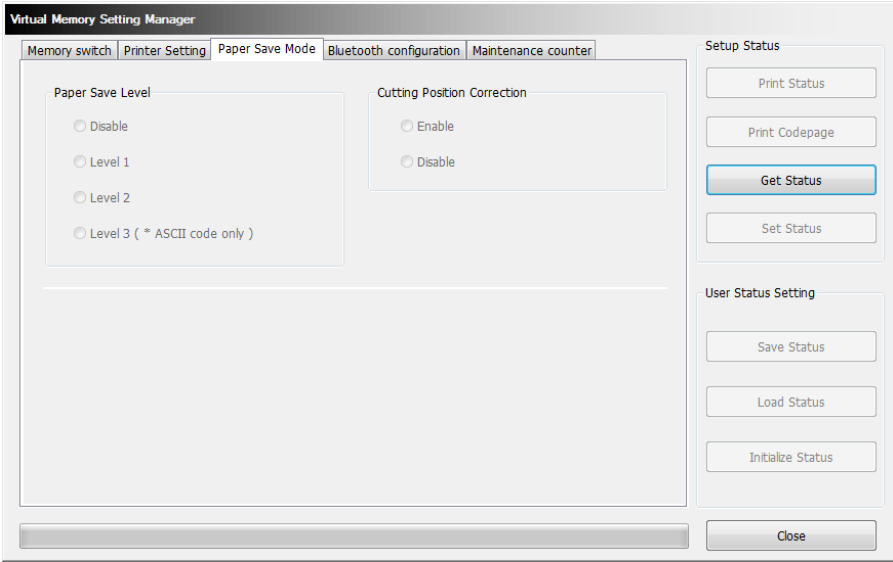 Virtual Memory Setting Manager
Memory switch Printer Setting Paper Save Mode Bluetooth configuration Maintenance counter
Paper Save Level
Disable
Level 1
Level 2
Level 3 ( * ASCII code only )
Cutting Position Correction
Enable
Disable
Setup Status
Print Status
Print Codepage
Get Status
Set Status
User Status Setting
Save Status
Load Status
Initialize Status
Close